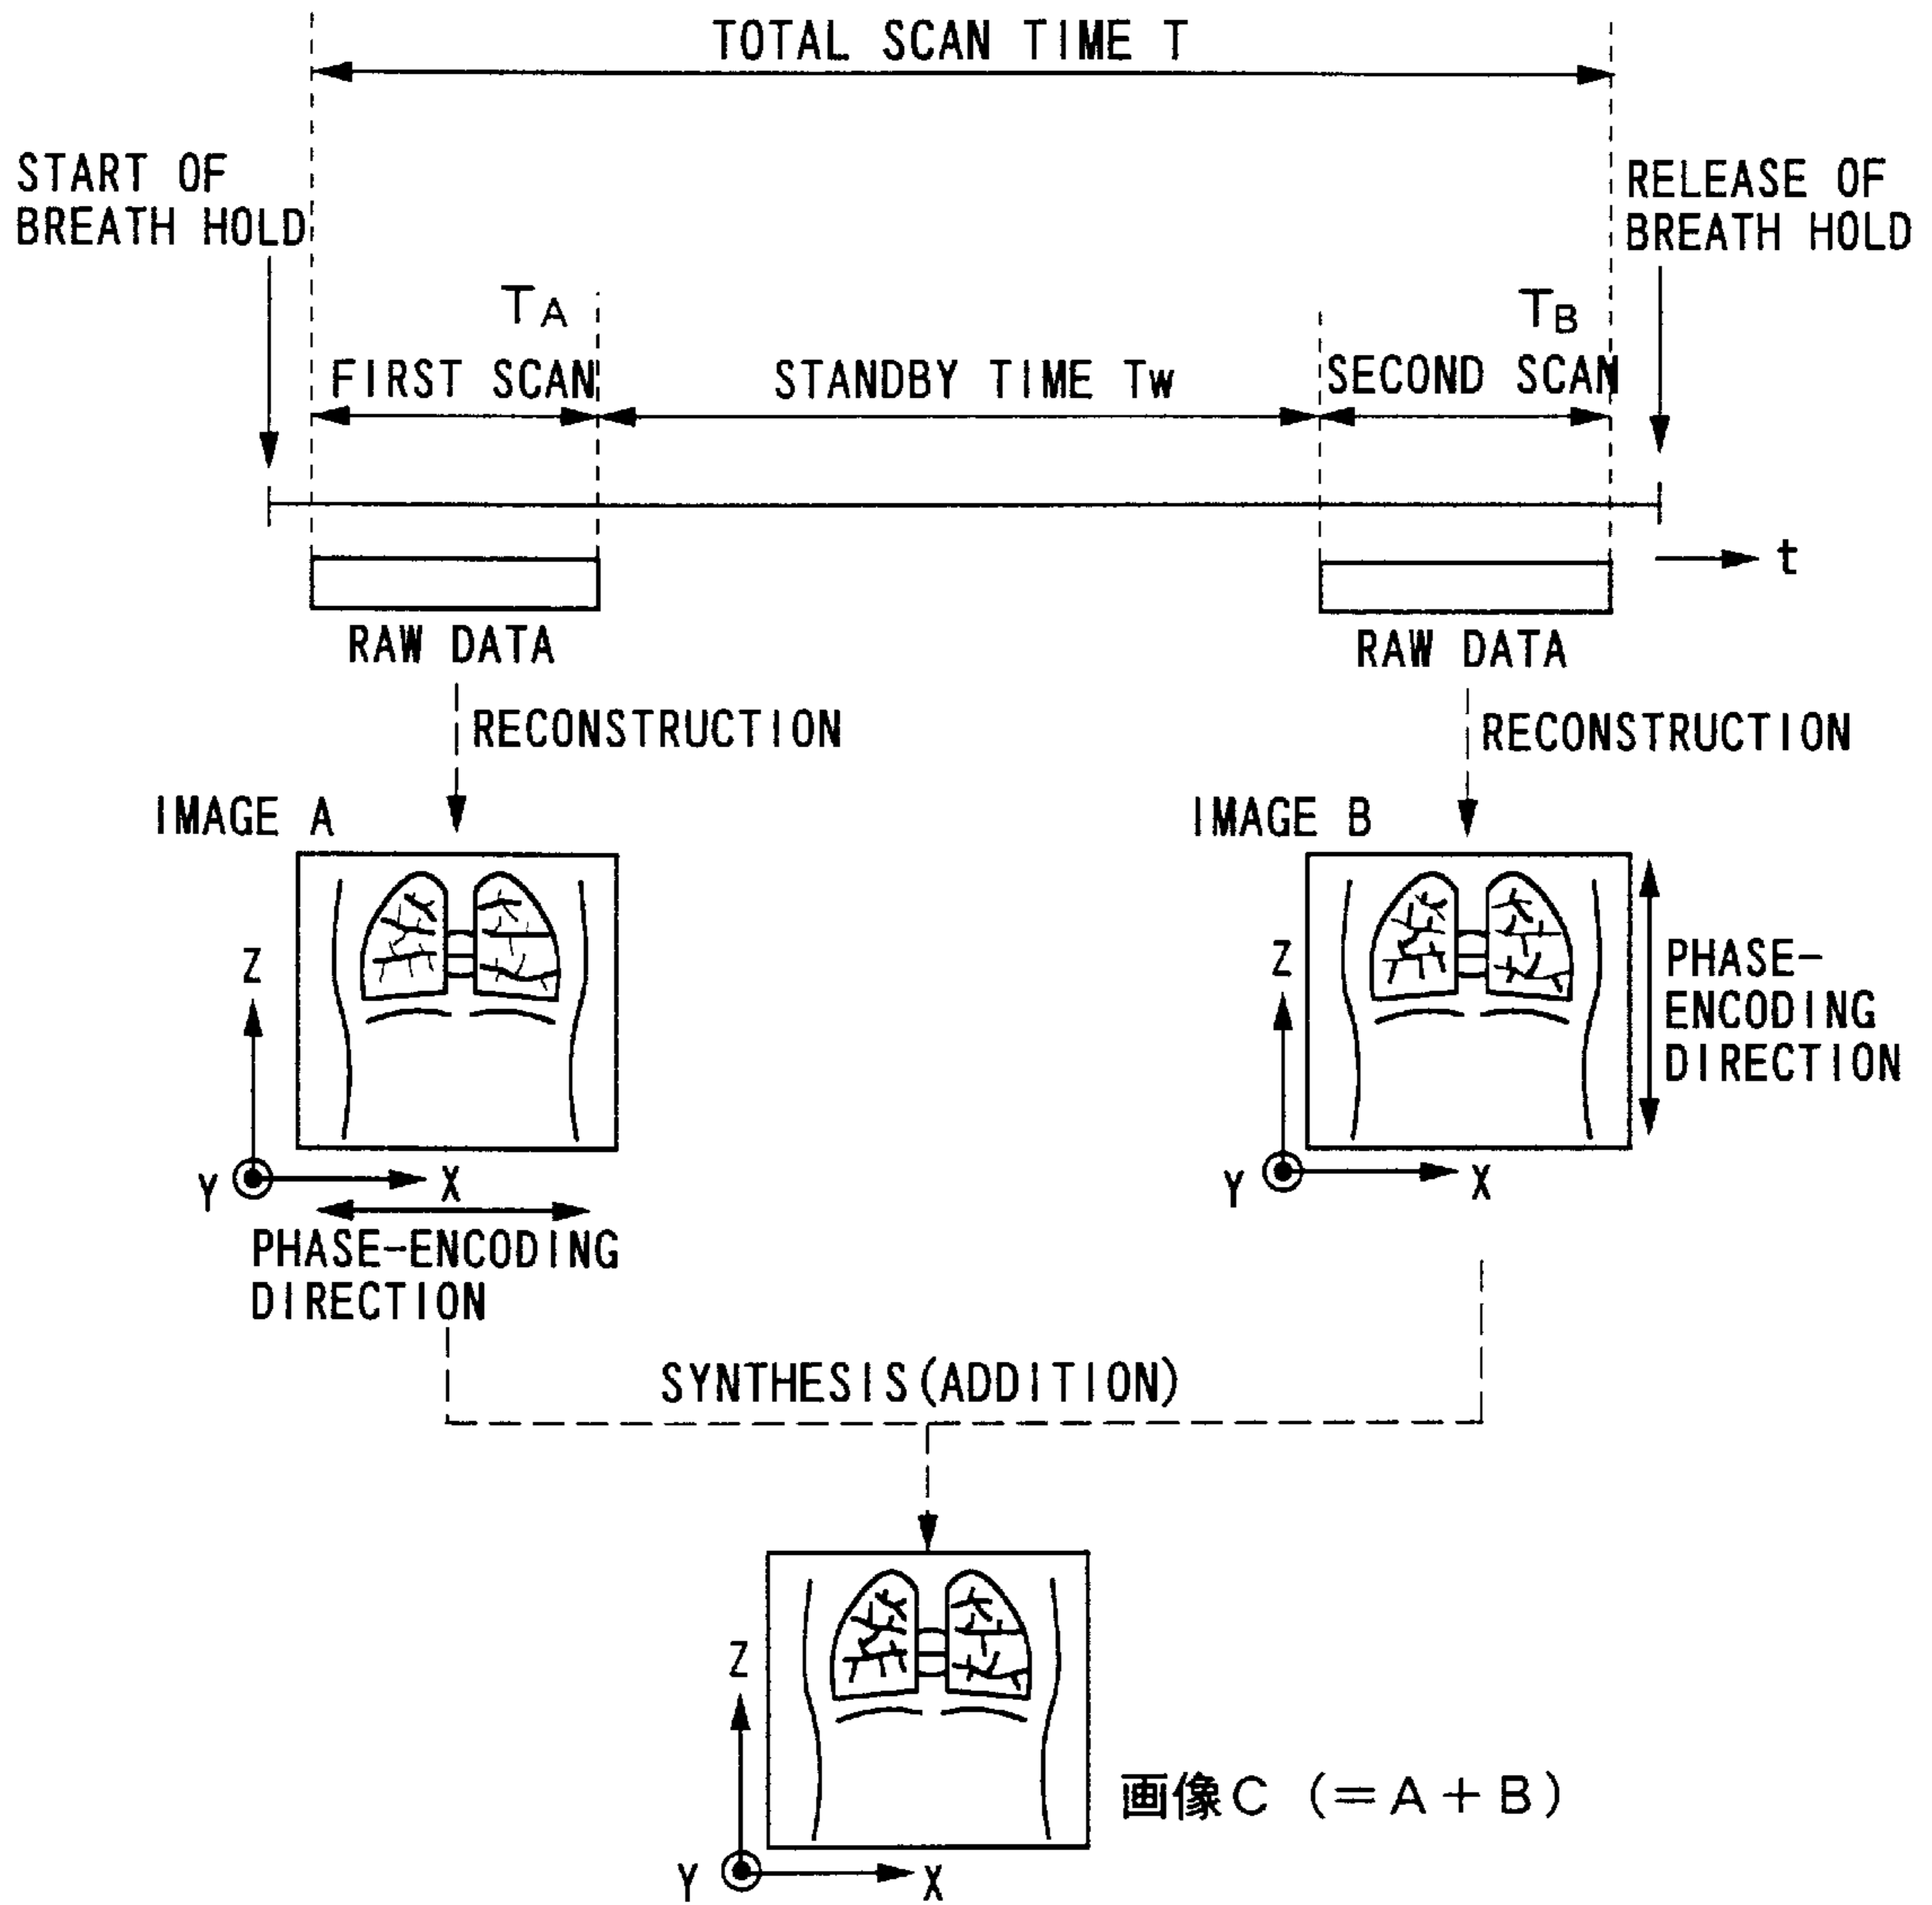 TOTAL SCAN TIME T
START OF
BREATH HOLD
RELEASE OF
BREATH HOLD
TA
TB
FIRST SCAN
STANDBY TIME Tw
SECOND SCAN
t
RAW DATA
RAW DATA
RECONSTRUCTION
RECONSTRUCTION
IMAGE A
IMAGE B
Z
Y
X
PHASE-ENCODING
DIRECTION
Z
Y
X
PHASE-
ENCODING
DIRECTION
SYNTHESIS(ADDITION)
Z
Y
X
画像C (=A+B)